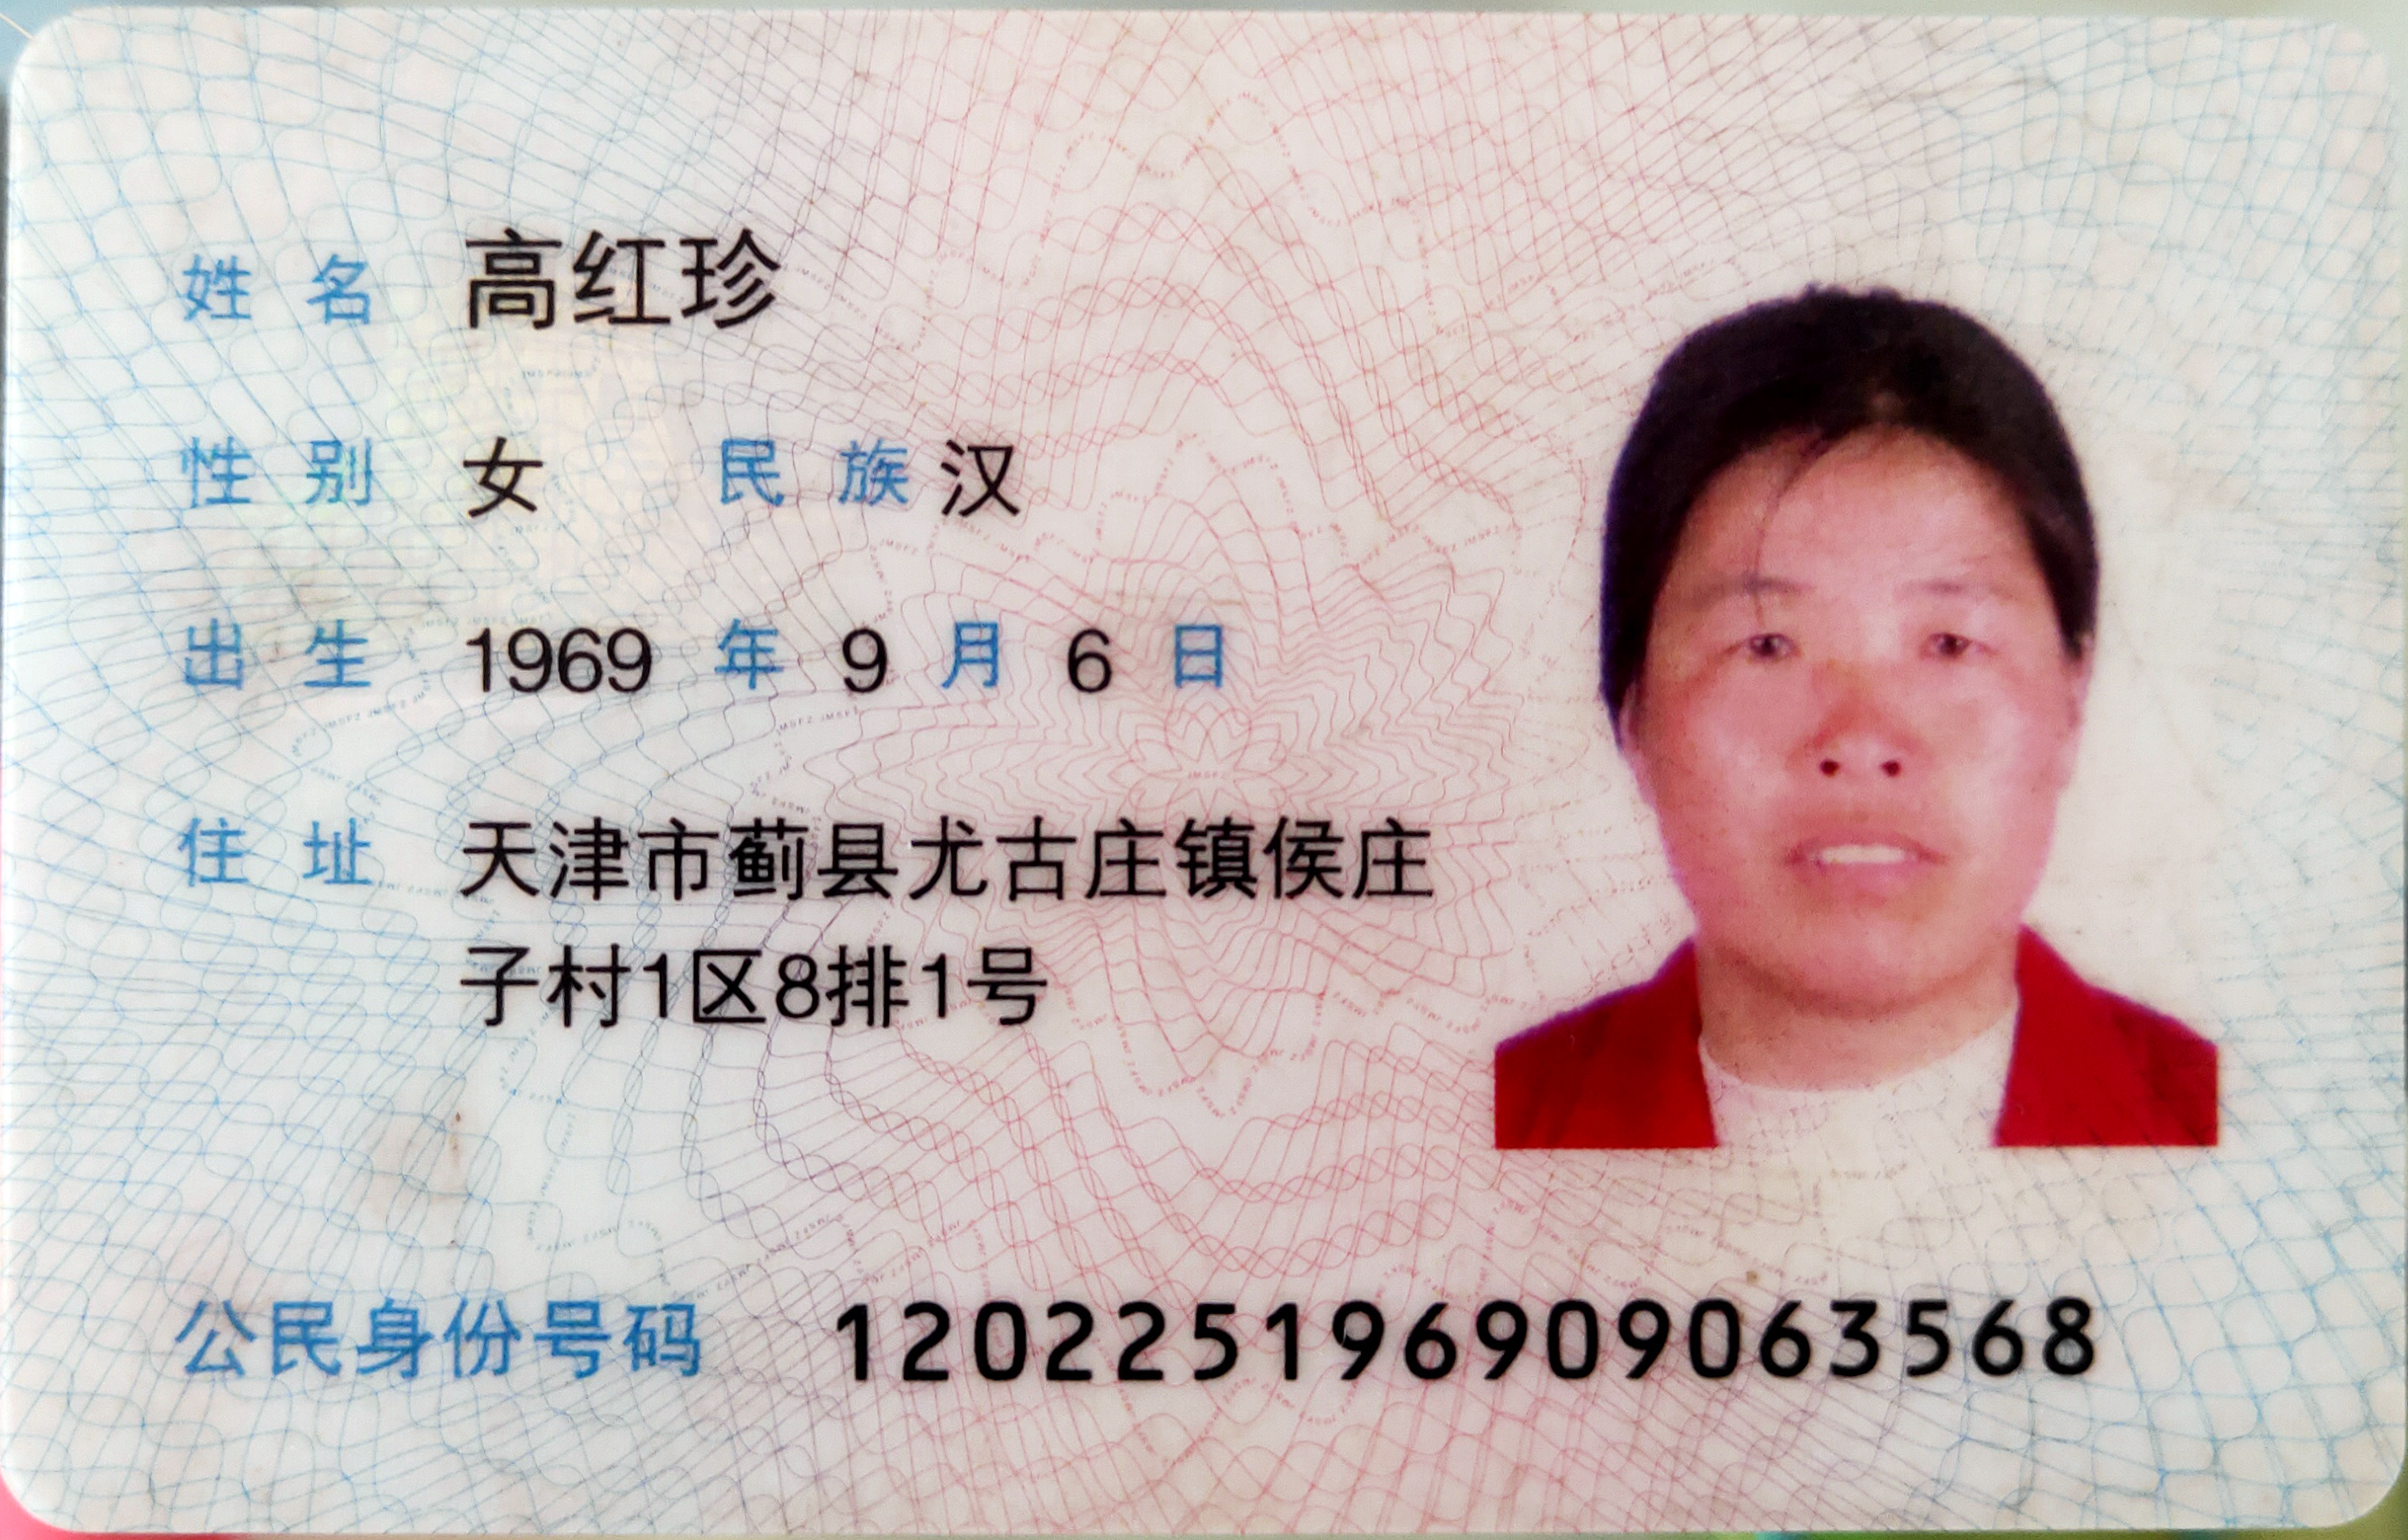 姓名 高红珍
性别 女 民族 汉
出生 1969 年 9 月 6 日
住址 天津市蓟县尤古庄镇侯庄
子村1区8排1号
公民身份号码 120225196909063568